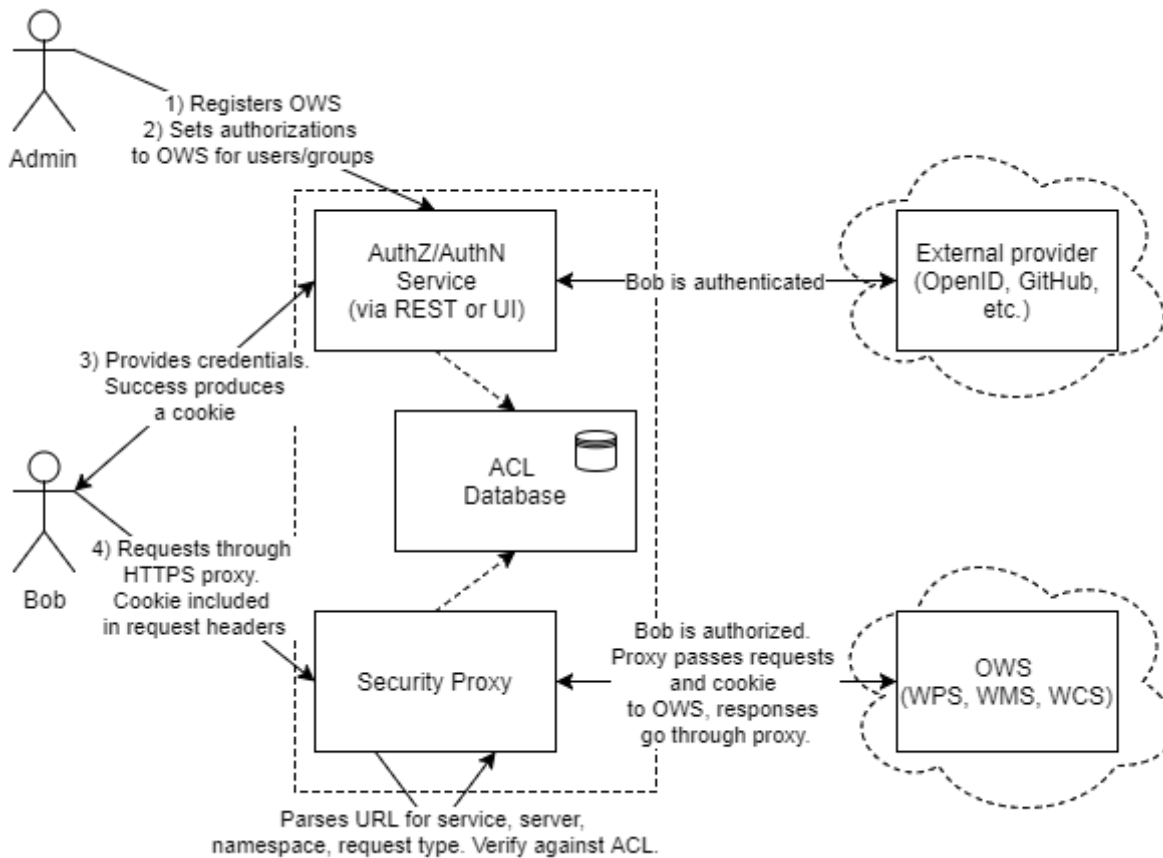 1) Registers OWS
2) Sets authorizations
to OWS for users/groups
Admin
AuthZ/AuthN
Service
(via REST or UI)
Bob is authenticated
External provider
(OpenID, GitHub,
etc.)
3) Provides credentials.
Success produces
a cookie
ACL
Database
Bob
4) Requests through
HTTPS proxy.
Cookie included
in request headers
Security Proxy
Bob is authorized.
Proxy passes requests
and cookie
to OWS, responses
go through proxy.
OWS
(WPS, WMS, WCS)
Parses URL for service, server,
namespace, request type. Verify against ACL.